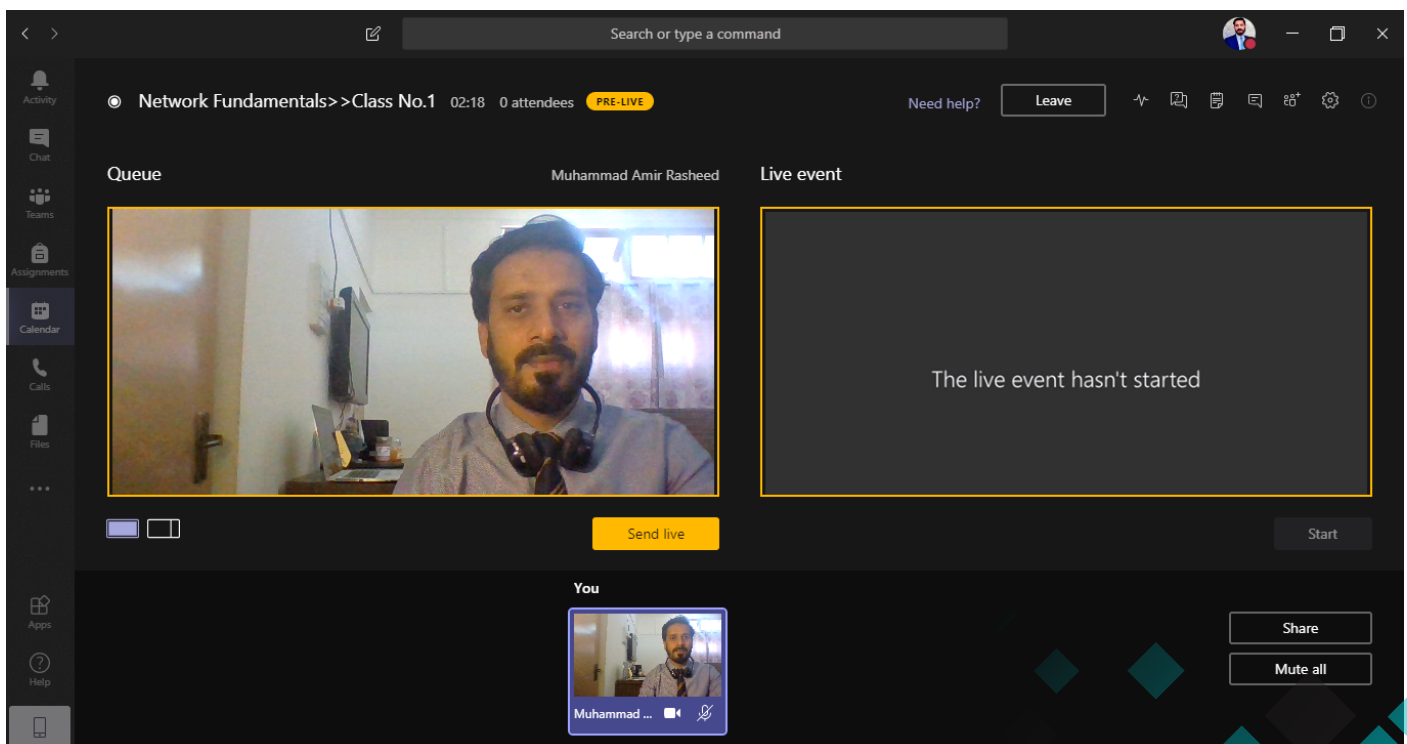 Search or type a command
Activity
Chat
Teams
Assignments
Calendar
Calls
Files
Apps
Help
Network Fundamentals>>Class No.1 02:18 0 attendees PRE-LIVE
Need help? Leave
Queue Muhammad Amir Rasheed
Live event
The live event hasn't started
Send live
Start
You
Muhammad ...
Share
Mute all